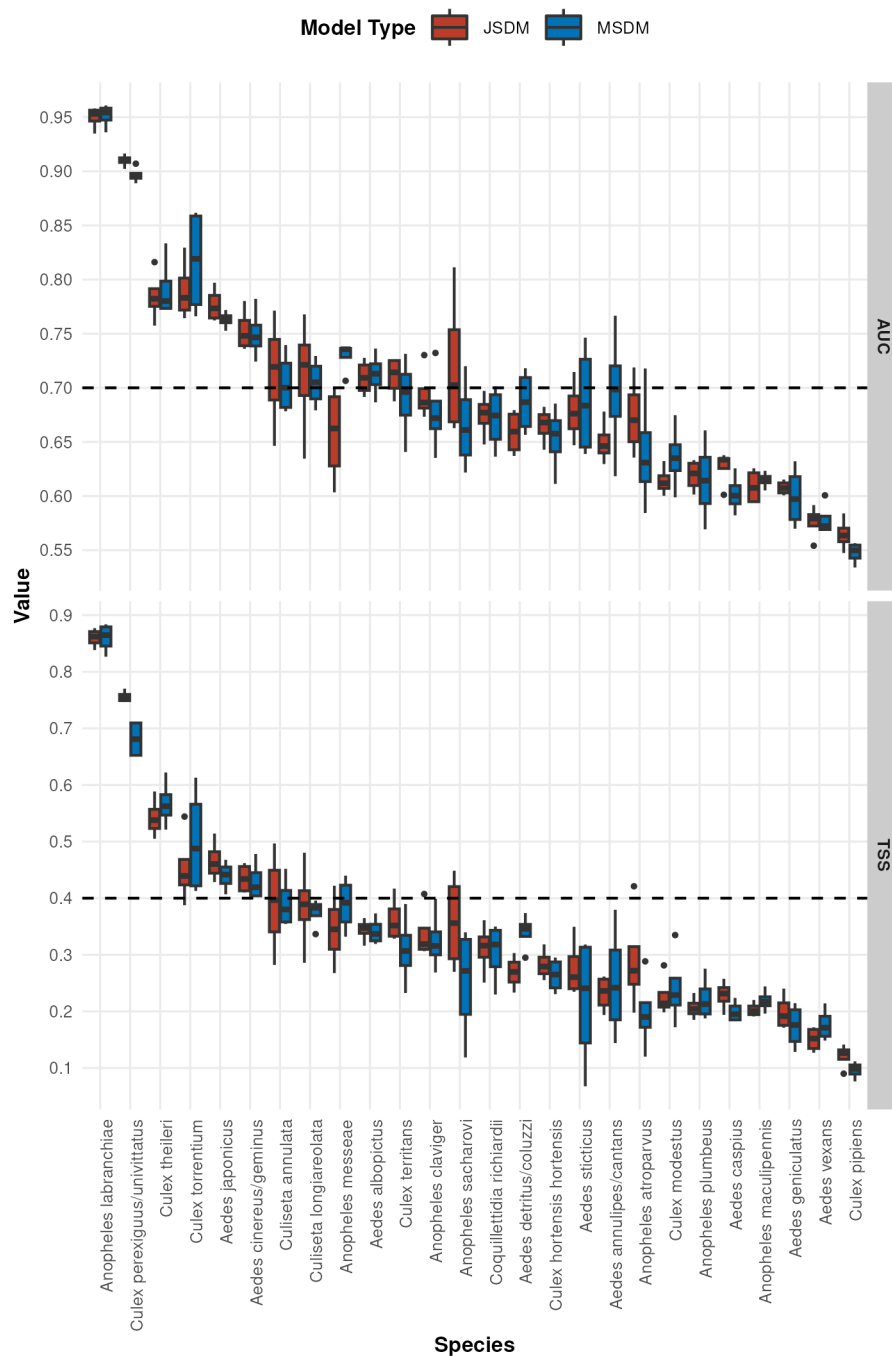 Model Type JSDM MSDM
0.95
0.90
0.85
0.80
0.75
0.70
0.65
0.60
0.55
AUC
Value
0.9
0.8
0.7
0.6
0.5
0.4
0.3
0.2
0.1
TSS
Anopheles labranchiae
Culex perexiguus/univittatus
Culex theileri
Culex torrentium
Aedes japonicus
Aedes cinereus/geminus
Culiseta annulata
Culiseta longiareolata
Anopheles messeae
Aedes albopictus
Culex territans
Anopheles claviger
Anopheles sacharovi
Coquillettidia richiardii
Aedes detritus/coluzzi
Culex hortensis hortensis
Aedes sticticus
Aedes annulipes/cantans
Anopheles atroparvus
Culex modestus
Anopheles plumbeus
Aedes caspius
Anopheles maculipennis
Aedes geniculatus
Aedes vexans
Culex pipiens
Species